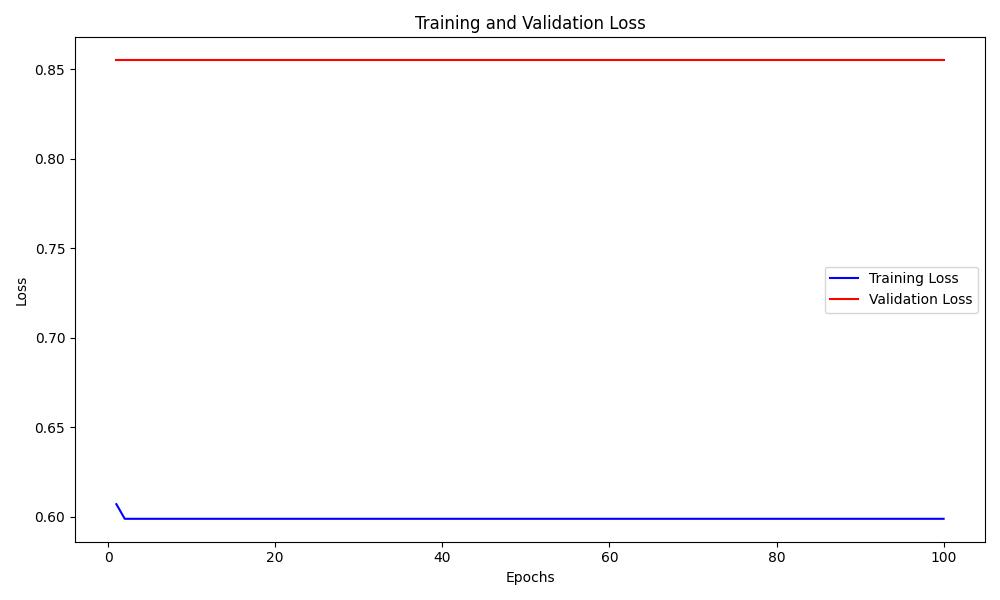 Training and Validation Loss
0.85
0.80
0.75
0.70
0.65
0.60
Loss
Training Loss
Validation Loss
0 20 40 60 80 100
Epochs